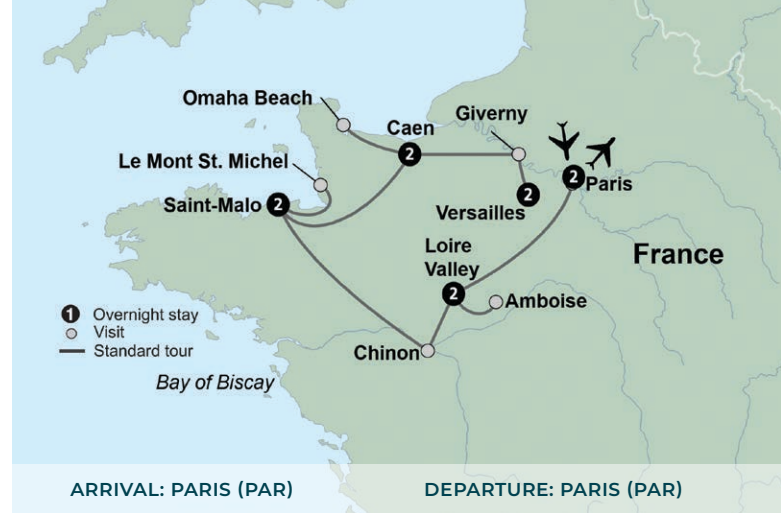 Omaha Beach
Caen
Giverny
2
Le Mont St. Michel
2
Paris
Saint-Malo
2
2
Versailles
Loire
Valley
France
2
Amboise
1 Overnight stay
Visit
Standard tour
Chinon
Bay of Biscay
ARRIVAL: PARIS (PAR)
DEPARTURE: PARIS (PAR)